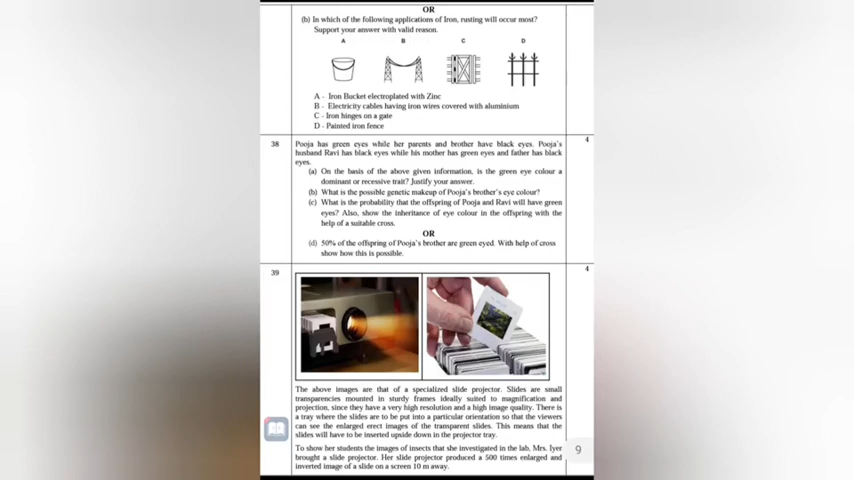 OR
(b) In which of the following applications of Iron, rusting will occur most?
Support your answer with valid reason.
A B C D
A - Iron Bucket electroplated with Zinc
B - Electricity cables having iron wires covered with aluminium
C - Iron hinges on a gate
D - Painted iron fence
38 Pooja has green eyes while her parents and brother have black eyes. Pooja's 4
husband Ravi has black eyes while his mother has green eyes and father has black
eyes.
(a) On the basis of the above given information, is the green eye colour a
dominant or recessive trait? Justify your answer.
(b) What is the possible genetic makeup of Pooja's brother's eye colour?
(c) What is the probability that the offspring of Pooja and Ravi will have green
eyes? Also, show the inheritance of eye colour in the offspring with the
help of a suitable cross.
OR
(d) 50% of the offspring of Pooja's brother are green eyed. With help of cross
show how this is possible.
39 4
The above images are that of a specialized slide projector. Slides are small
transparencies mounted in sturdy frames ideally suited to magnification and
projection, since they have a very high resolution and a high image quality. There is
a tray where the slides are to be put into a particular orientation so that the viewers
can see the enlarged erect images of the transparent slides. This means that the
slides will have to be inserted upside down in the projector tray.
To show her students the images of insects that she investigated in the lab, Mrs. Iyer
brought a slide projector. Her slide projector produced a 500 times enlarged and
inverted image of a slide on a screen 10 m away.
9